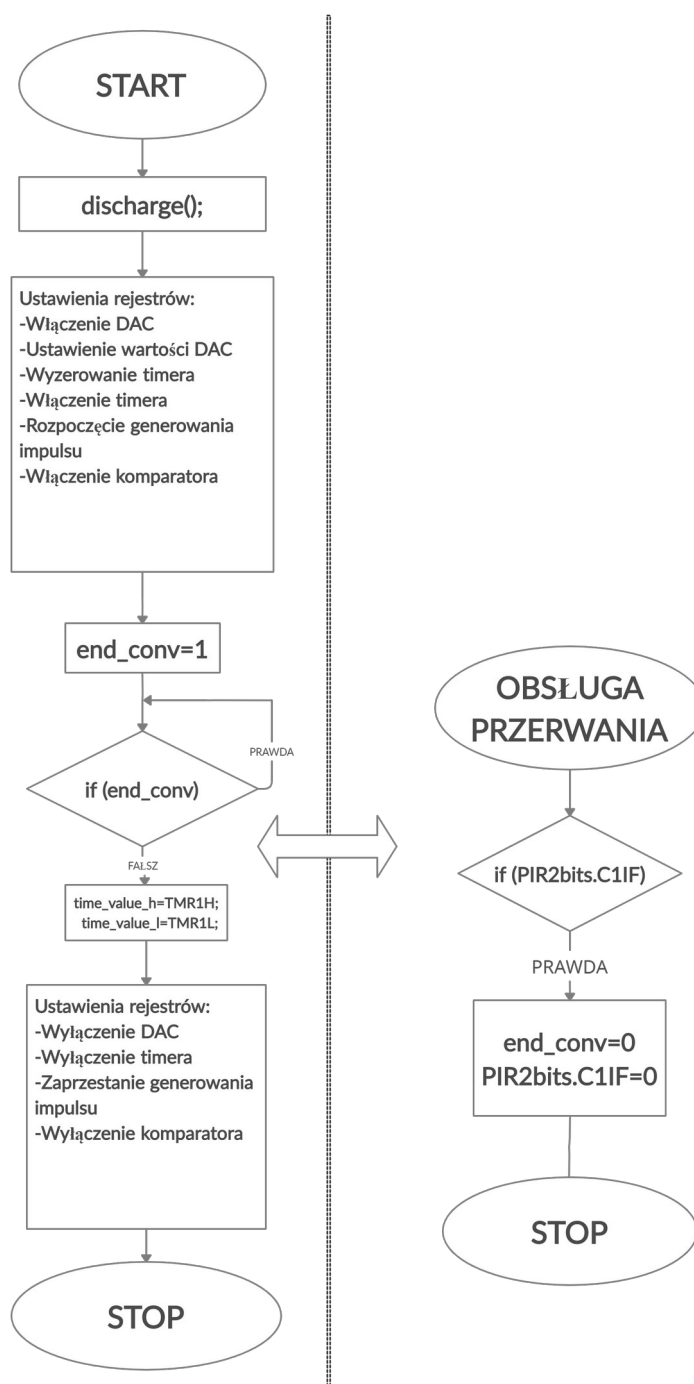 START
discharge();
Ustawienia rejestrów:
-Włączenie DAC
-Ustawienie wartości DAC
-Wyzerowanie timera
-Włączenie timera
-Rozpoczęcie generowania
impulsu
-Włączenie komparatora
end_conv=1
PRAWDA
if (end_conv)
FAŁSZ
time_value_h=TMR1H;
time_value_l=TMR1L;
Ustawienia rejestrów:
-Wyłączenie DAC
-Wyłączenie timera
-Zaprzestanie generowania
impulsu
-Wyłączenie komparatora
STOP
OBSŁUGA
PRZERWANIA
if (PIR2bits.C1IF)
PRAWDA
end_conv=0
PIR2bits.C1IF=0
STOP